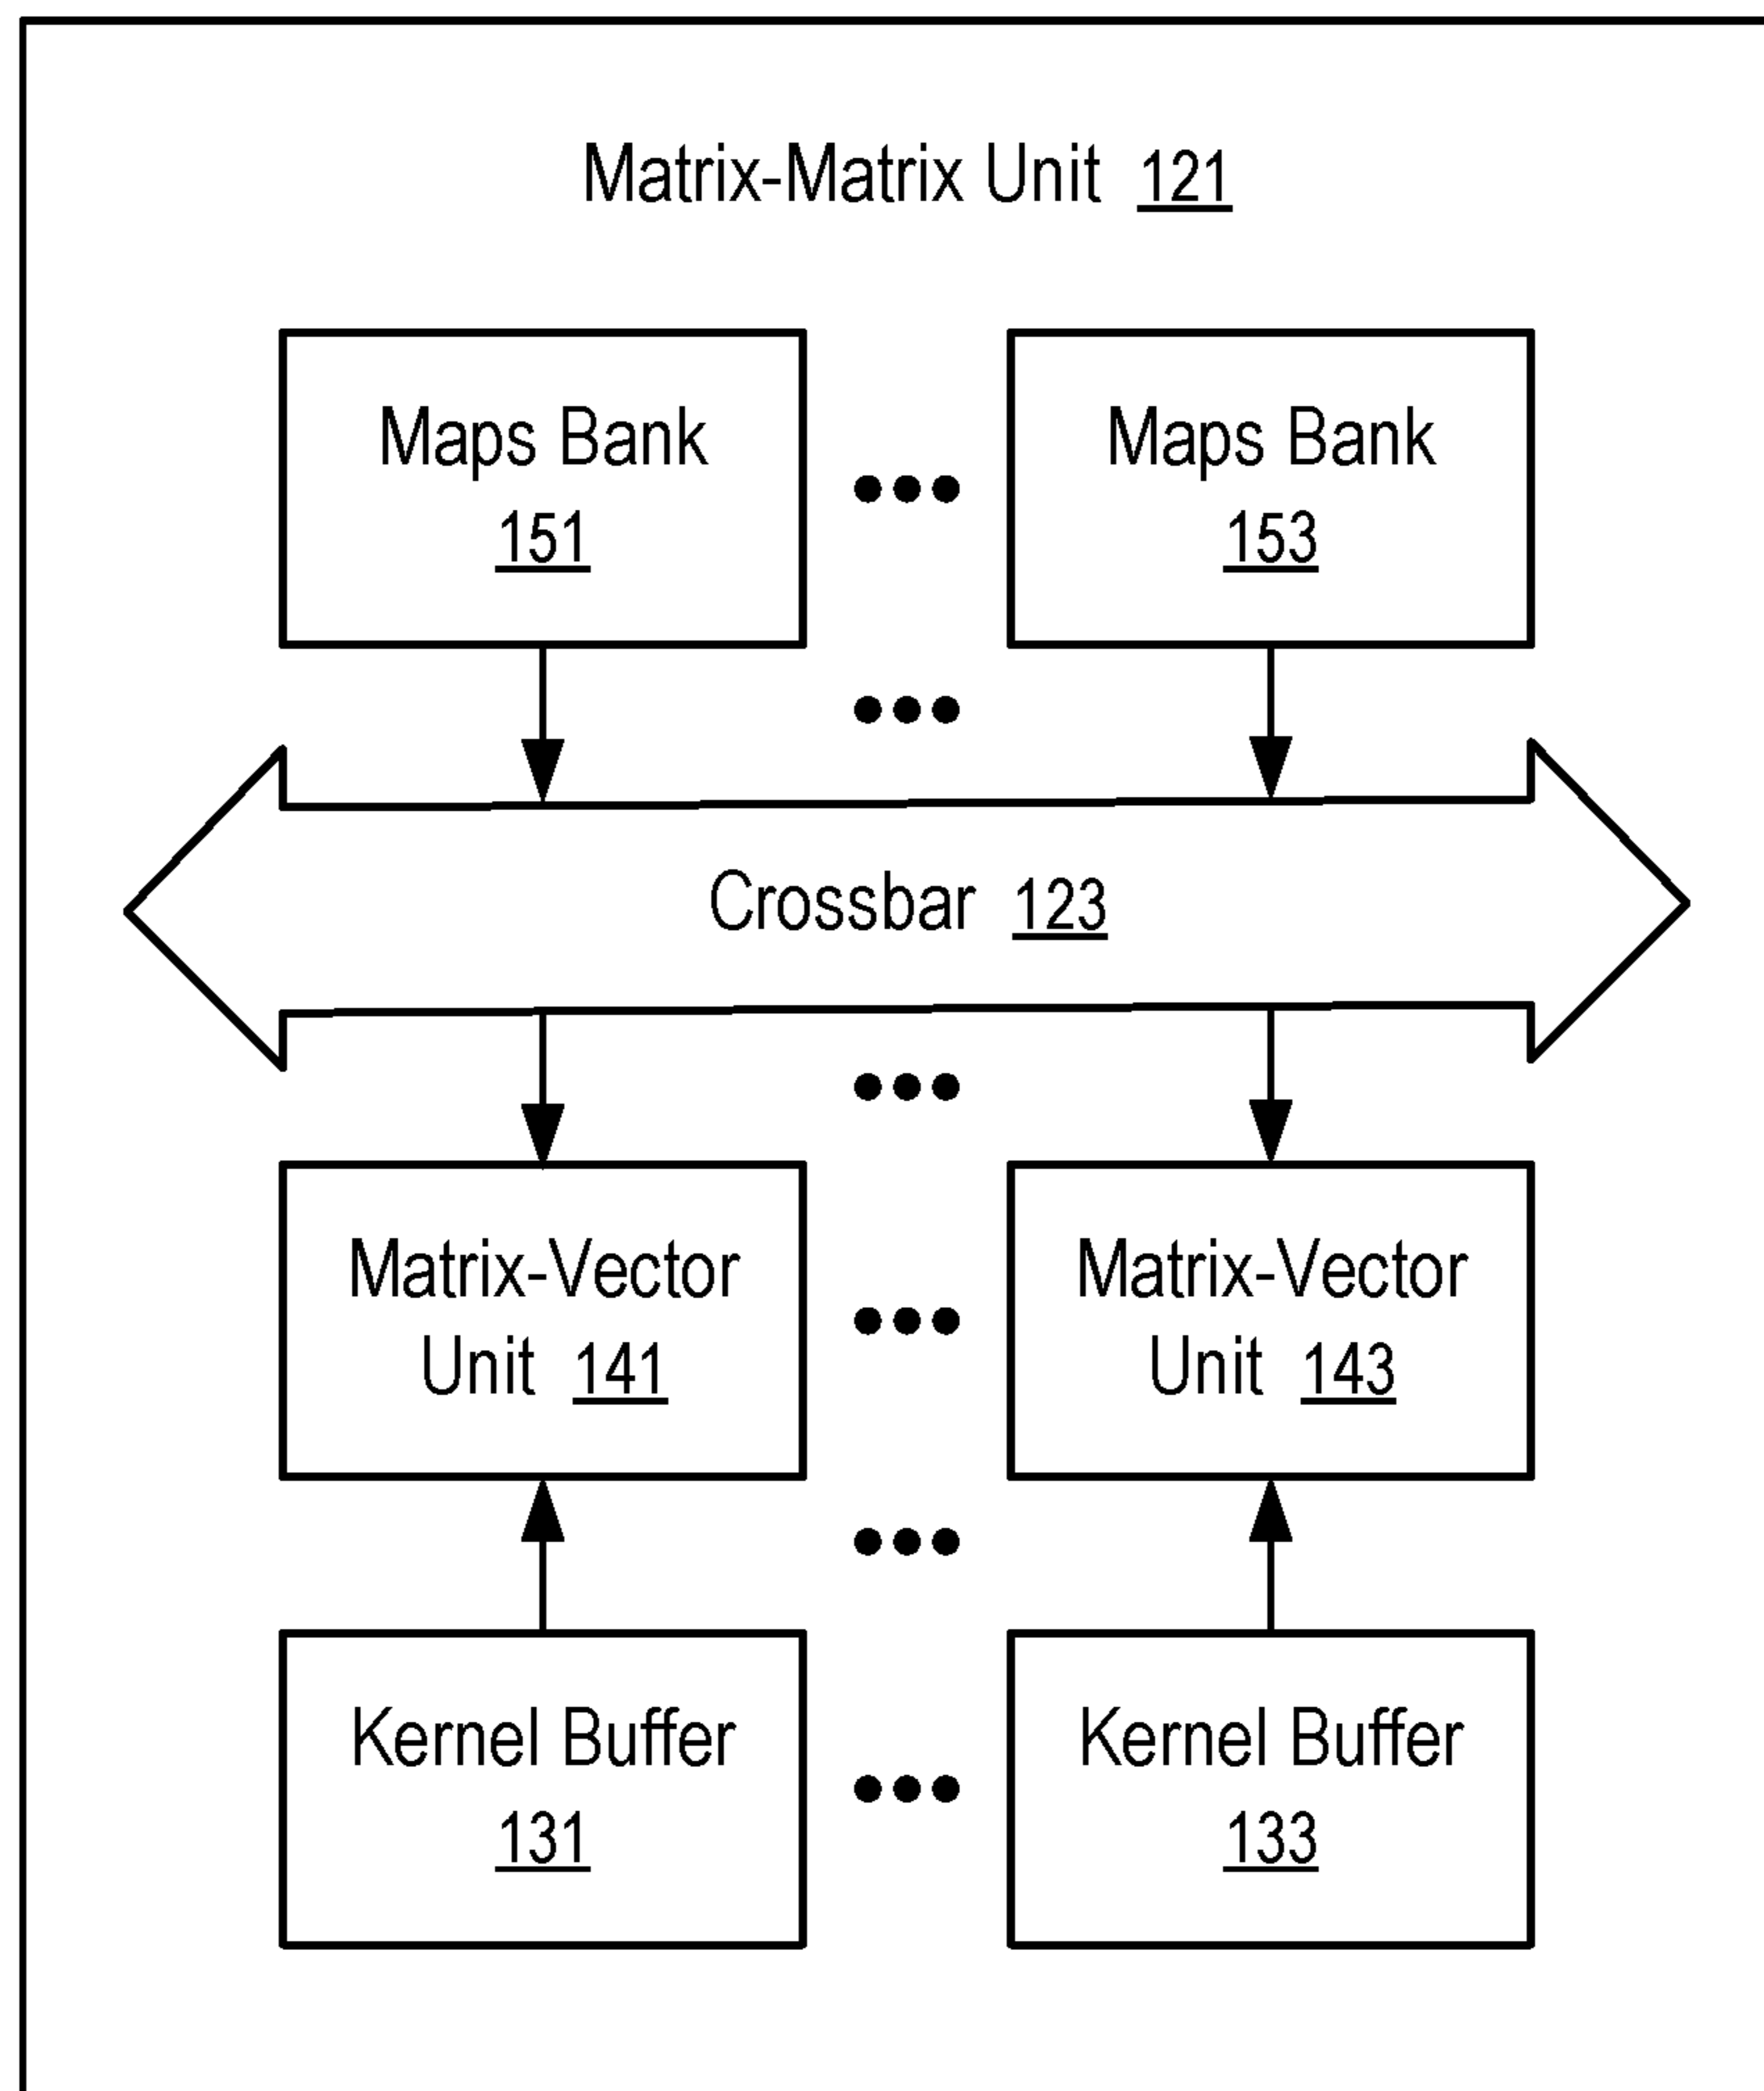 Matrix-Matrix Unit 121
Maps Bank
151
Maps Bank
153
Crossbar 123
Matrix-Vector
Unit 141
Matrix-Vector
Unit 143
Kernel Buffer
131
Kernel Buffer
133